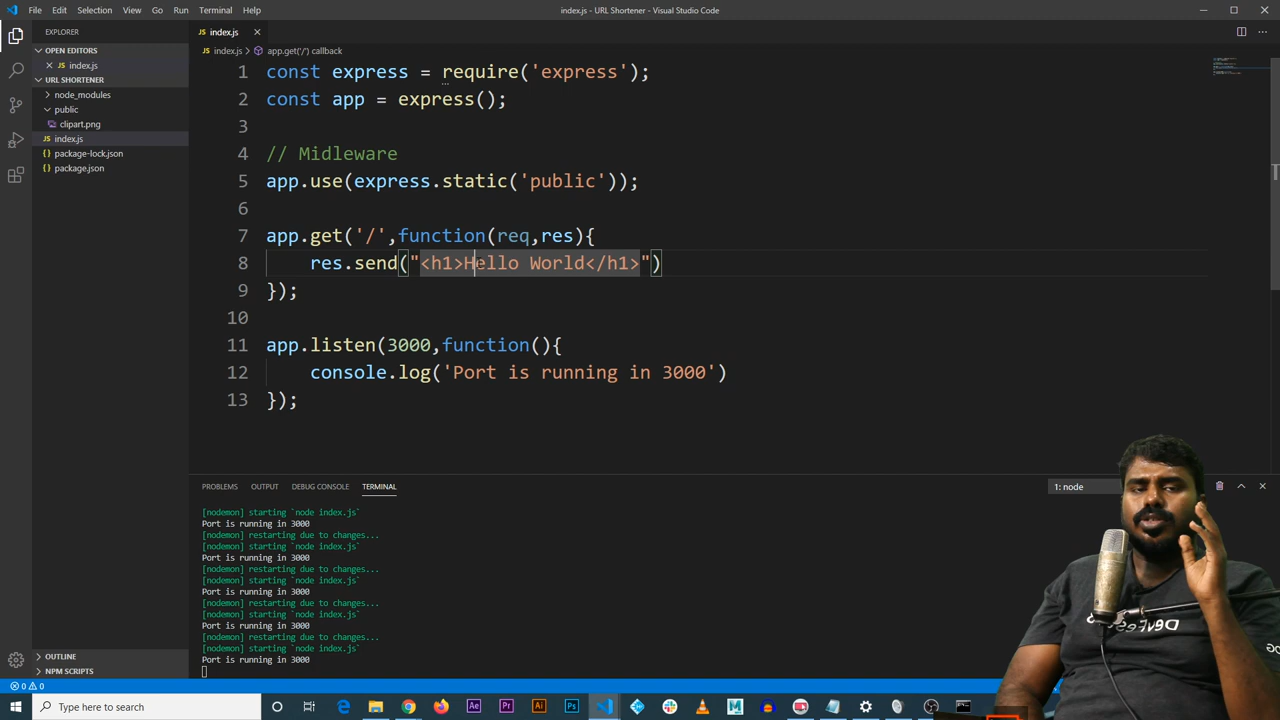 File Edit Selection View Go Run Terminal Help
index.js - URL Shortener - Visual Studio Code
EXPLORER
OPEN EDITORS
index.js
URL SHORTENER
node_modules
public
clipart.png
index.js
package-lock.json
package.json
OUTLINE
NPM SCRIPTS
index.js
index.js > app.get('/') callback
1 const express = require('express');
2 const app = express();
3
4 // Midleware
5 app.use(express.static('public'));
6
7 app.get('/',function(req,res){
8 res.send("<h1>Hello World</h1>")
9 });
10
11 app.listen(3000,function(){
12 console.log('Port is running in 3000')
13 });
PROBLEMS OUTPUT DEBUG CONSOLE TERMINAL
1: node
[nodemon] starting `node index.js`
Port is running in 3000
[nodemon] restarting due to changes...
[nodemon] starting `node index.js`
Port is running in 3000
[nodemon] restarting due to changes...
[nodemon] starting `node index.js`
Port is running in 3000
[nodemon] restarting due to changes...
[nodemon] starting `node index.js`
Port is running in 3000
[nodemon] restarting due to changes...
[nodemon] starting `node index.js`
Port is running in 3000
0 0
Type here to search
Ae Pr Ai Ps